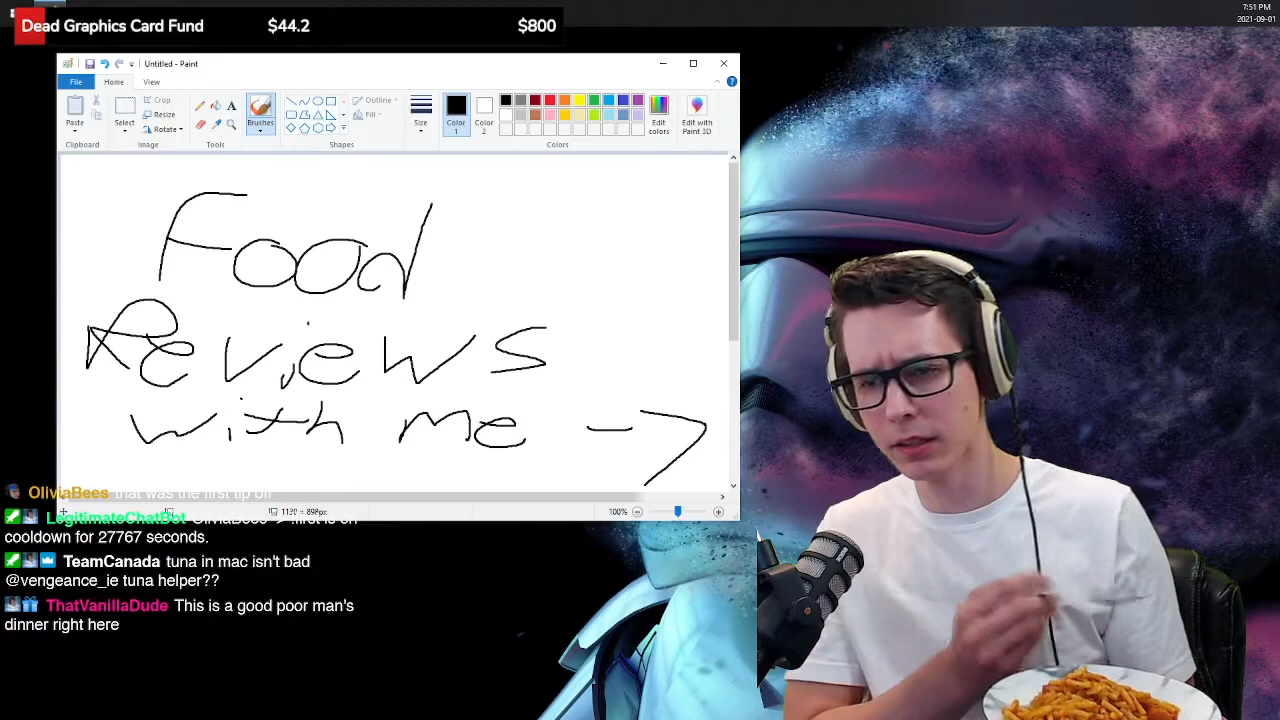 7:51 PM
2021-09-01
Dead Graphics Card Fund $44.2 $800
Untitled - Paint
File Home View
Paste
Select
Crop
Resize
Rotate
Brushes
Outline
Fill
Size
Color 1
Color 2
Edit colors
Edit with Paint 3D
Clipboard Image Tools Shapes Colors
Food
Reviews
with me
100%
OliviaBees that was the first tip off
LegitimateChatBot OliviaBees -> !first is on
cooldown for 27767 seconds.
TeamCanada tuna in mac isn't bad
@vengeance_ie tuna helper??
ThatVanillaDude This is a good poor man's
dinner right here